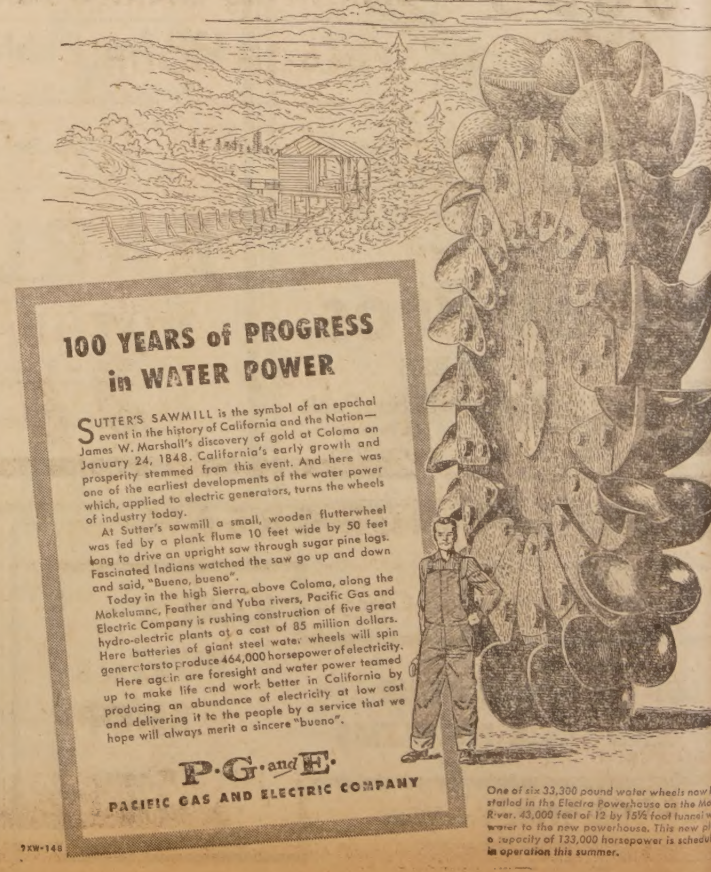 100 YEARS of PROGRESS
in WATER POWER
SUTTER'S SAWMILL is the symbol of an epochal
event in the history of California and the Nation—
James W. Marshall's discovery of gold at Coloma on
January 24, 1848. California's early growth and
prosperity stemmed from this event. And here was
one of the earliest developments of the water power
which, applied to electric generators, turns the wheels
of industry today.
At Sutter's sawmill a small, wooden flutterwheel
was fed by a plank flume 10 feet wide by 50 feet
long to drive an upright saw through sugar pine logs.
Fascinated Indians watched the saw go up and down
and said, "Bueno, bueno".
Today in the high Sierra, above Coloma, along the
Mokelumne, Feather and Yuba rivers, Pacific Gas and
Electric Company is rushing construction of five great
hydro-electric plants at a cost of 85 million dollars.
Here batteries of giant steel water wheels will spin
generators to produce 464,000 horsepower of electricity.
Here again are foresight and water power teamed
up to make life and work better in California by
producing an abundance of electricity at low cost
and delivering it to the people by a service that we
hope will always merit a sincere "bueno".
P·G·and·E·
PACIFIC GAS AND ELECTRIC COMPANY
One of six 33,300 pound water wheels now
stalled in the Electra Powerhouse on the
River. 43,000 feet of 12 by 15½ foot tunnel
water to the new powerhouse. This new
a capacity of 133,000 horsepower is
in operation this summer.
7XW-148